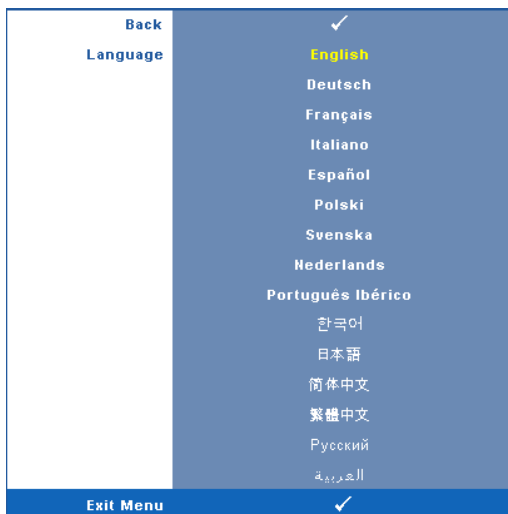 Back ✓
Language English
Deutsch
Français
Italiano
Español
Polski
Svenska
Nederlands
Português Ibérico
한국어
日本語
简体中文
繁體中文
Русский
العربية
Exit Menu ✓